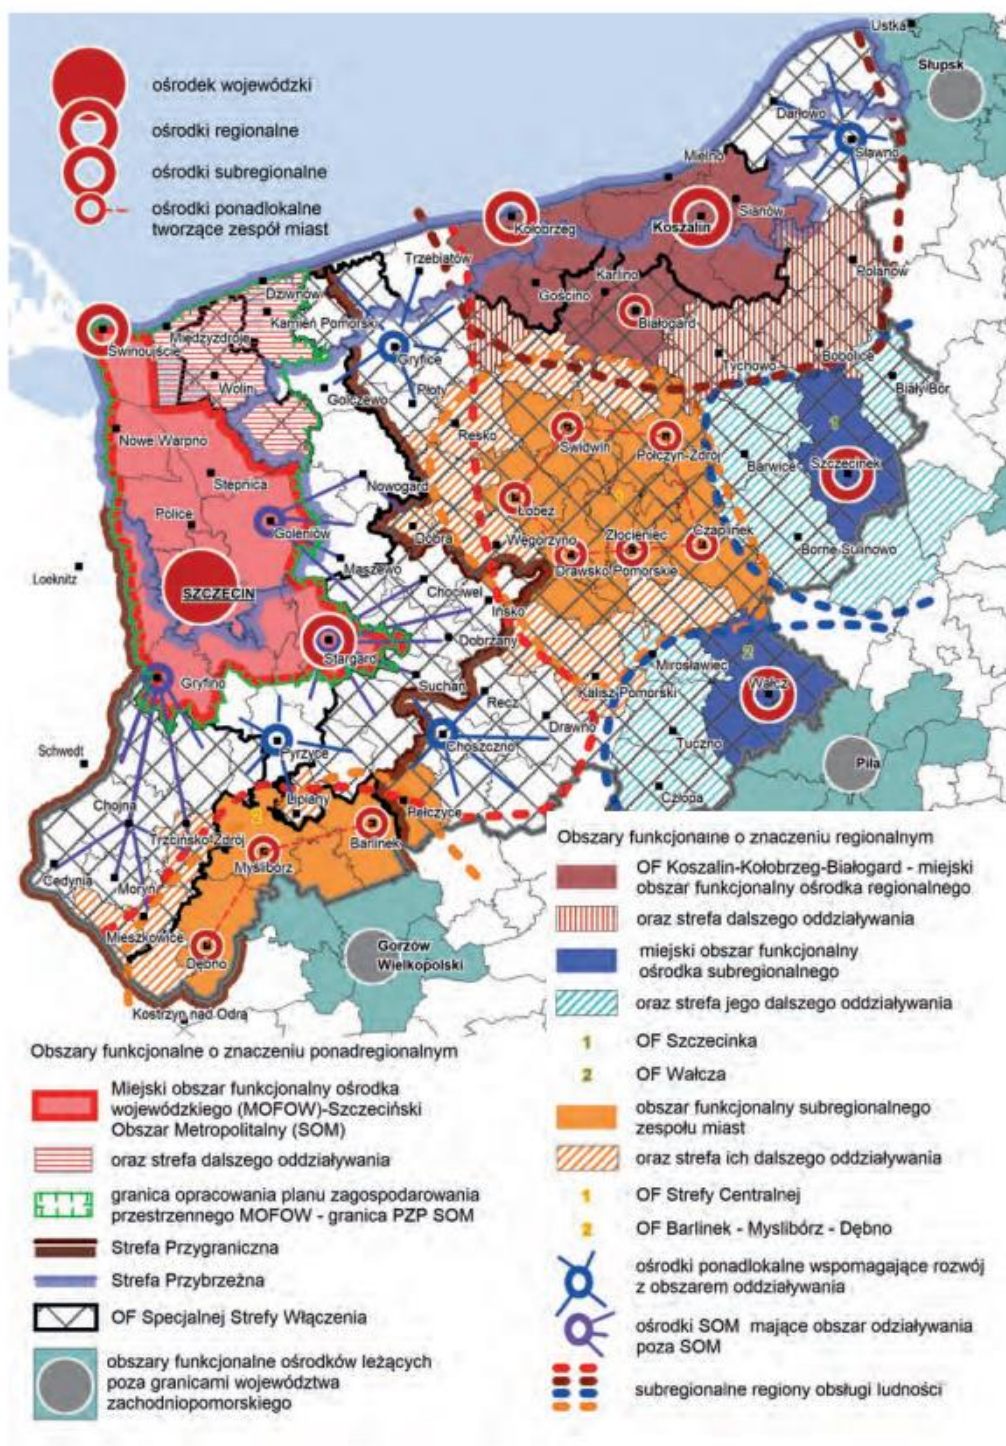 ośrodek wojewódzki
ośrodki regionalne
ośrodki subregionalne
ośrodki ponadlokalne
tworzące zespół miast
Ustka
Słupsk
Darłowo
Sławno
Mielno
Sianów
Kołobrzeg
Koszalin
Trzebiatów
Karlino
Polanów
Dziwnów
Gościno
Kamień Pomorski
Białogard
Świnoujście
Międzyzdroje
Gryfice
Tychowo
Bobolice
Wolin
Golczewo
Płoty
Biały Bór
Nowe Warpno
Resko
Świdwin
Połczyn-Zdrój
1
Barwice
Szczecinek
Stepnica
Nowogard
Police
Goleniów
Łobez
1
Dobra
Węgorzyno
Złocieniec
Czaplinek
Borne Sulinowo
Loeknitz
Maszewo
Drawsko Pomorskie
SZCZECIN
Chociwel
Ińsko
Stargard
Dobrzany
2
Mirosławiec
Gryfino
Suchan
Kalisz Pomorski
Wałcz
Recz
Drawno
Schwedt
Pyrzyce
Choszczno
Tuczno
Piła
Człopa
Chojna
Lipiany
Pełczyce
2
Trzcińsko-Zdrój
Barlinek
Myślibórz
Cedynia
Moryń
Mieszkowice
Dębno
Gorzów
Wielkopolski
Kostrzyn nad Odrą
Obszary funkcjonalne o znaczeniu ponadregionalnym
Miejski obszar funkcjonalny ośrodka
wojewódzkiego (MOFOW)-Szczeciński
Obszar Metropolitalny (SOM)
oraz strefa dalszego oddziaływania
granica opracowania planu zagospodarowania
przestrzennego MOFOW - granica PZP SOM
Strefa Przygraniczna
Strefa Przybrzeżna
OF Specjalnej Strefy Włączenia
obszary funkcjonalne ośrodków leżących
poza granicami województwa
zachodniopomorskiego
Obszary funkcjonalne o znaczeniu regionalnym
OF Koszalin-Kołobrzeg-Białogard - miejski
obszar funkcjonalny ośrodka regionalnego
oraz strefa dalszego oddziaływania
miejski obszar funkcjonalny
ośrodka subregionalnego
oraz strefa jego dalszego oddziaływania
1 OF Szczecinka
2 OF Wałcza
obszar funkcjonalny subregionalnego
zespołu miast
oraz strefa ich dalszego oddziaływania
1 OF Strefy Centralnej
2 OF Barlinek - Myslibórz - Dębno
ośrodki ponadlokalne wspomagające rozwój
z obszarem oddziaływania
ośrodki SOM mające obszar odziaływania
poza SOM
subregionalne regiony obsługi ludności